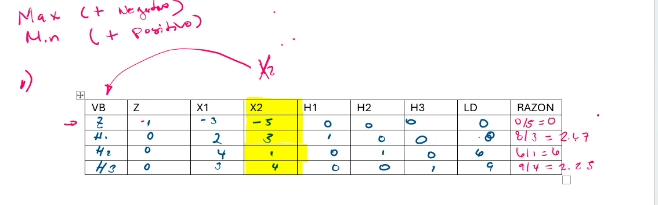 Max (+ Negativo)
Min (+ Positivo)
1)
X2
VB Z X1 X2 H1 H2 H3 LD RAZON
Z -1 -3 -5 0 0 0 0 0/5=0
H1 0 2 3 1 0 0 8 8/3 = 2.67
H2 0 4 1 0 1 0 6 6/1=6
H3 0 3 4 0 0 1 9 9/4=2.25